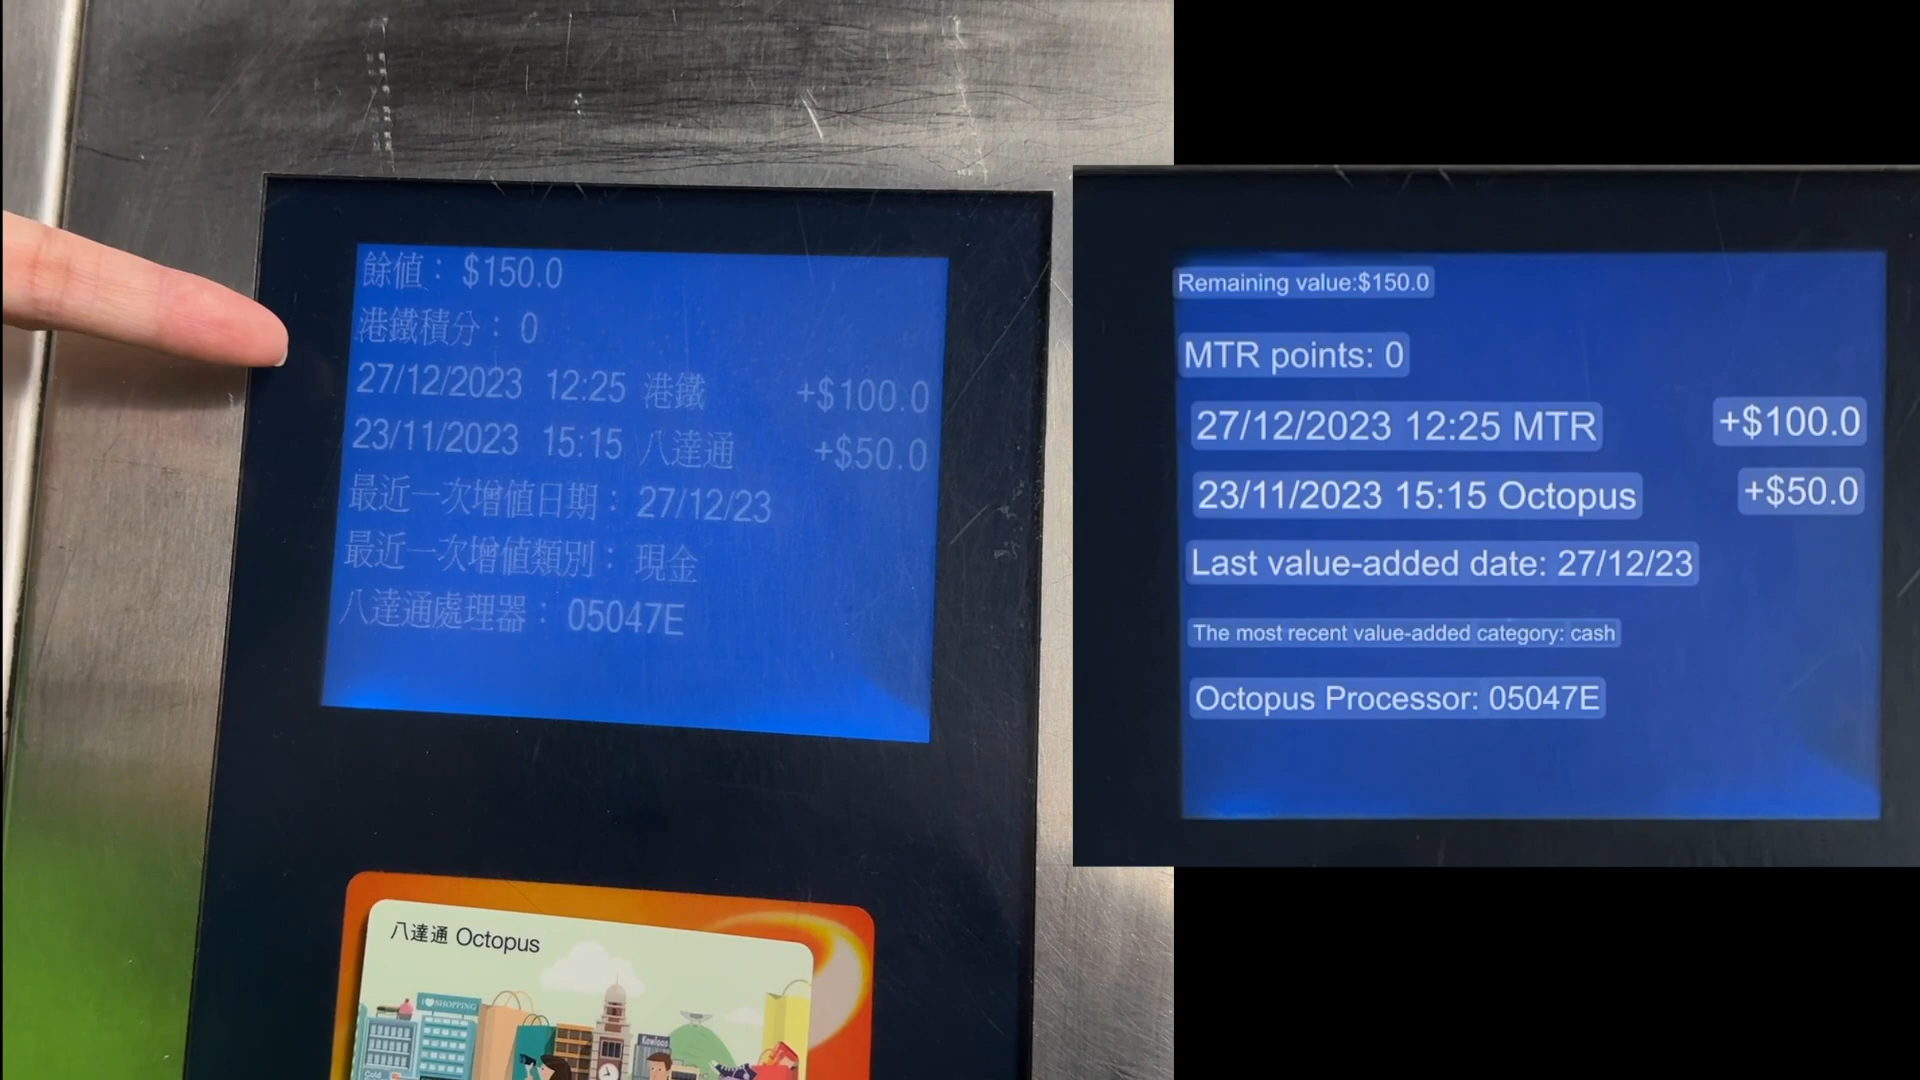 餘值： $150.0
港鐵積分： 0
27/12/2023 12:25 港鐵 +$100.0
23/11/2023 15:15 八達通 +$50.0
最近一次增值日期： 27/12/23
最近一次增值類別： 現金
八達通處理器： 05047E
八達通 Octopus
I♥SHOPPING
Kowloon
Gold
Remaining value:$150.0
MTR points: 0
27/12/2023 12:25 MTR +$100.0
23/11/2023 15:15 Octopus +$50.0
Last value-added date: 27/12/23
The most recent value-added category: cash
Octopus Processor: 05047E